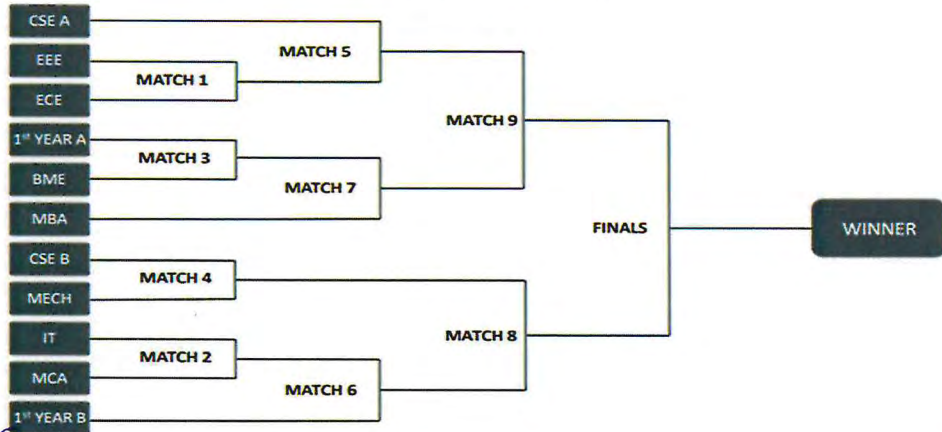 CSE A
MATCH 5
EEE
MATCH 1
ECE
MATCH 9
1ST YEAR A
MATCH 3
BME
MATCH 7
MBA
FINALS
WINNER
CSE B
MATCH 4
MECH
IT
MATCH 8
MATCH 2
MCA
MATCH 6
1ST YEAR B